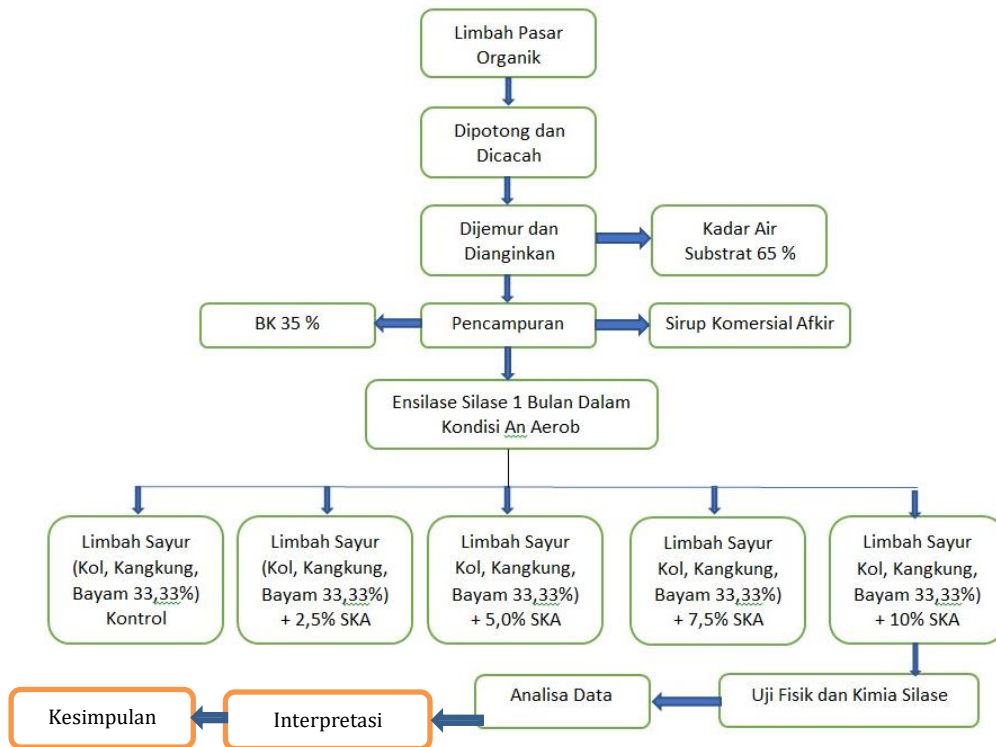 Limbah Pasar
Organik
Dipotong dan
Dicacah
Dijemur dan
Dianginkan
Kadar Air
Substrat 65 %
BK 35 %
Pencampuran
Sirup Komersial Afkir
Ensilase Silase 1 Bulan Dalam
Kondisi An Aerob
Limbah Sayur
(Kol, Kangkung,
Bayam 33,33%)
Kontrol
Limbah Sayur
(Kol, Kangkung,
Bayam 33,33%)
+ 2,5% SKA
Limbah Sayur
Kol, Kangkung,
Bayam 33,33%)
+ 5,0% SKA
Limbah Sayur
Kol, Kangkung,
Bayam 33,33%)
+ 7,5% SKA
Limbah Sayur
Kol, Kangkung,
Bayam 33,33%)
+ 10% SKA
Kesimpulan
Interpretasi
Analisa Data
Uji Fisik dan Kimia Silase